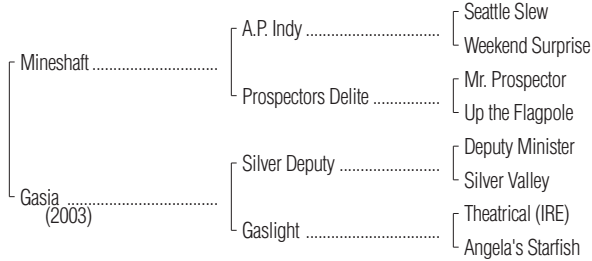 Seattle Slew
A.P. Indy ..............................
Weekend Surprise
Mineshaft ............................
Mr. Prospector
Prospectors Delite ...............
Up the Flagpole
Deputy Minister
Silver Deputy .......................
Silver Valley
Gasia ..................................
(2003)
Theatrical (IRE)
Gaslight ..............................
Angela's Starfish